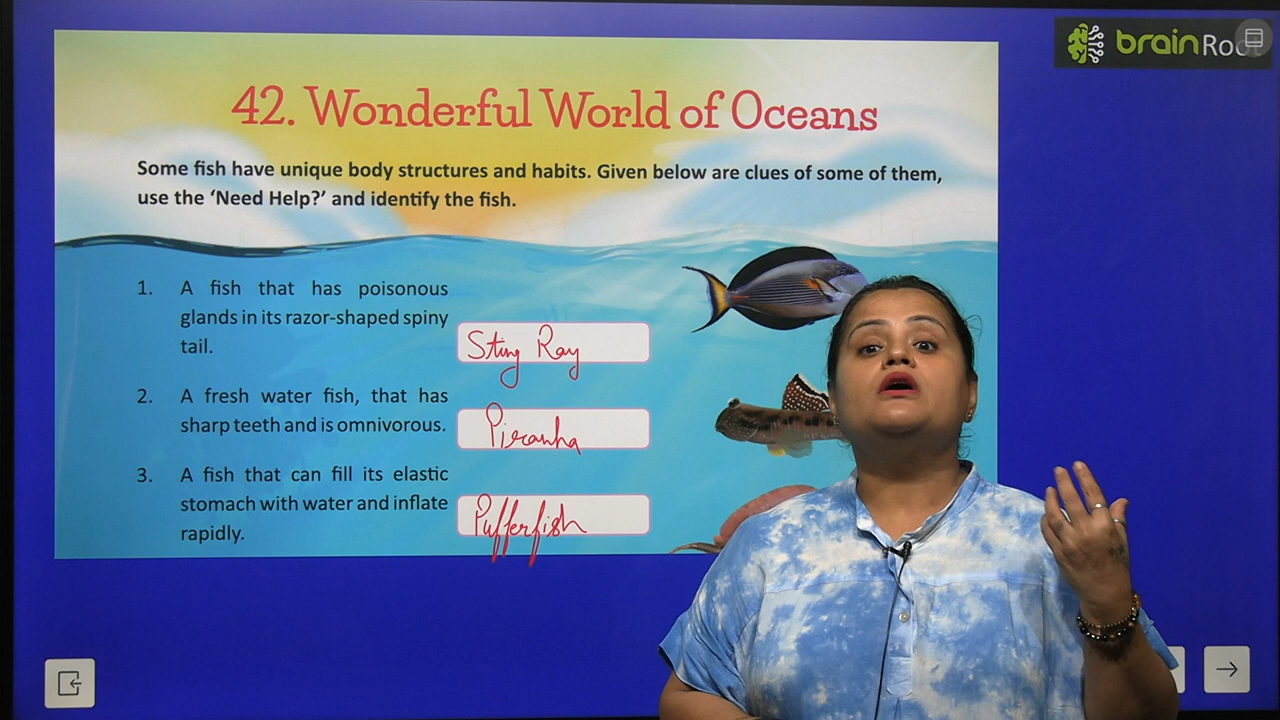 brainRoo
42. Wonderful World of Oceans
Some fish have unique body structures and habits. Given below are clues of some of them,
use the ‘Need Help?’ and identify the fish.
1. A fish that has poisonous
glands in its razor-shaped spiny
tail.
Sting Ray
2. A fresh water fish, that has
sharp teeth and is omnivorous.
Piranha
3. A fish that can fill its elastic
stomach with water and inflate
rapidly.
Pufferfish